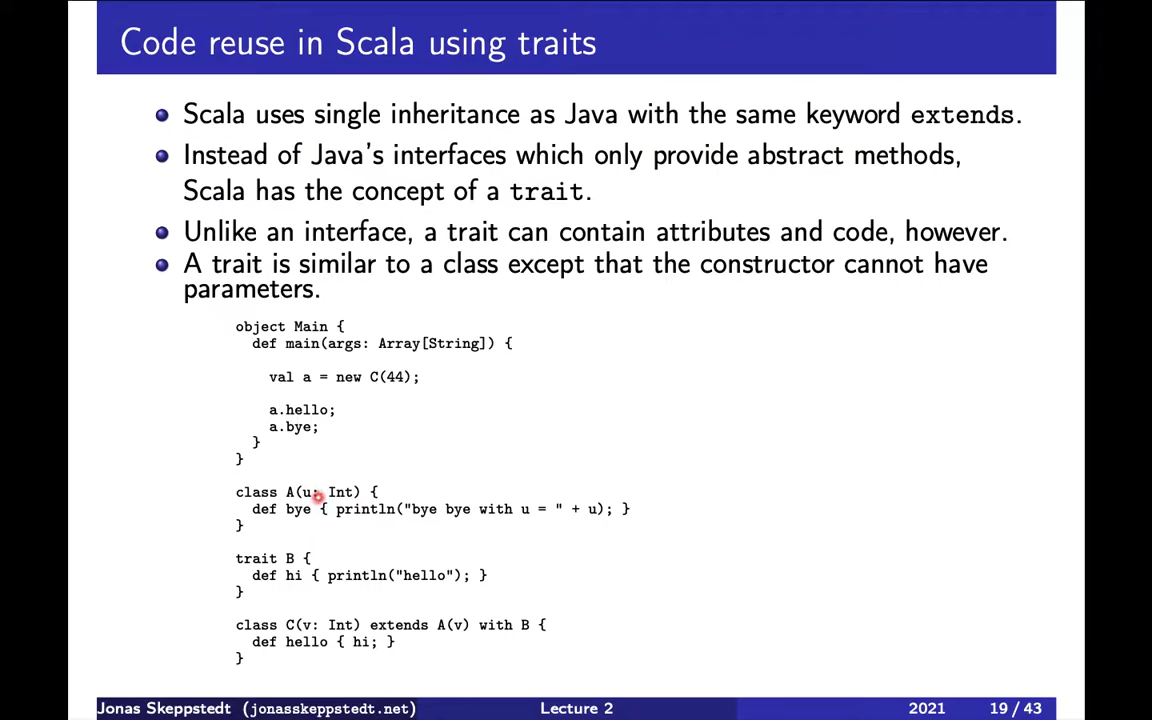 Code reuse in Scala using traits
Scala uses single inheritance as Java with the same keyword extends.
Instead of Java's interfaces which only provide abstract methods,
Scala has the concept of a trait.
Unlike an interface, a trait can contain attributes and code, however.
A trait is similar to a class except that the constructor cannot have
parameters.
object Main {
def main(args: Array[String]) {
val a = new C(44);
a.hello;
a.bye;
}
}
class A(u: Int) {
def bye { println("bye bye with u = " + u); }
}
trait B {
def hi { println("hello"); }
}
class C(v: Int) extends A(v) with B {
def hello { hi; }
}
Jonas Skeppstedt (jonasskeppstedt.net) Lecture 2 2021 19 / 43